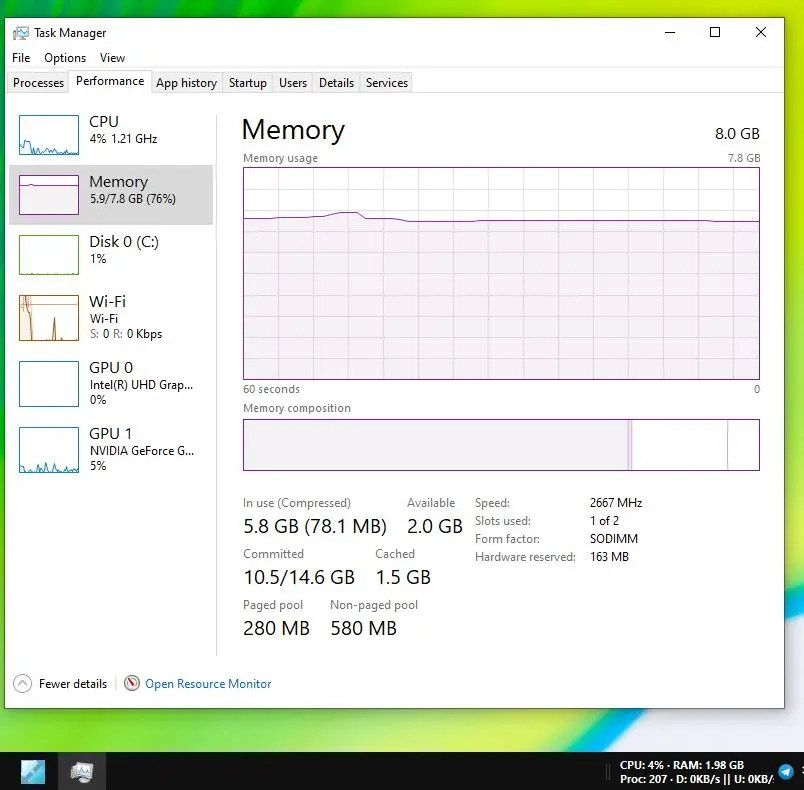 Task Manager
File Options View
Processes Performance App history Startup Users Details Services
CPU
4% 1.21 GHz
Memory
5.9/7.8 GB (76%)
Disk 0 (C:)
1%
Wi-Fi
Wi-Fi
S: 0 R: 0 Kbps
GPU 0
Intel(R) UHD Grap...
0%
GPU 1
NVIDIA GeForce G...
5%
Memory 8.0 GB
Memory usage 7.8 GB
60 seconds 0
Memory composition
In use (Compressed) Available
5.8 GB (78.1 MB) 2.0 GB
Committed Cached
10.5/14.6 GB 1.5 GB
Paged pool Non-paged pool
280 MB 580 MB
Speed: 2667 MHz
Slots used: 1 of 2
Form factor: SODIMM
Hardware reserved: 163 MB
Fewer details Open Resource Monitor
CPU: 4% · RAM: 1.98 GB
Proc: 207 · D: 0KB/s || U: 0KB/